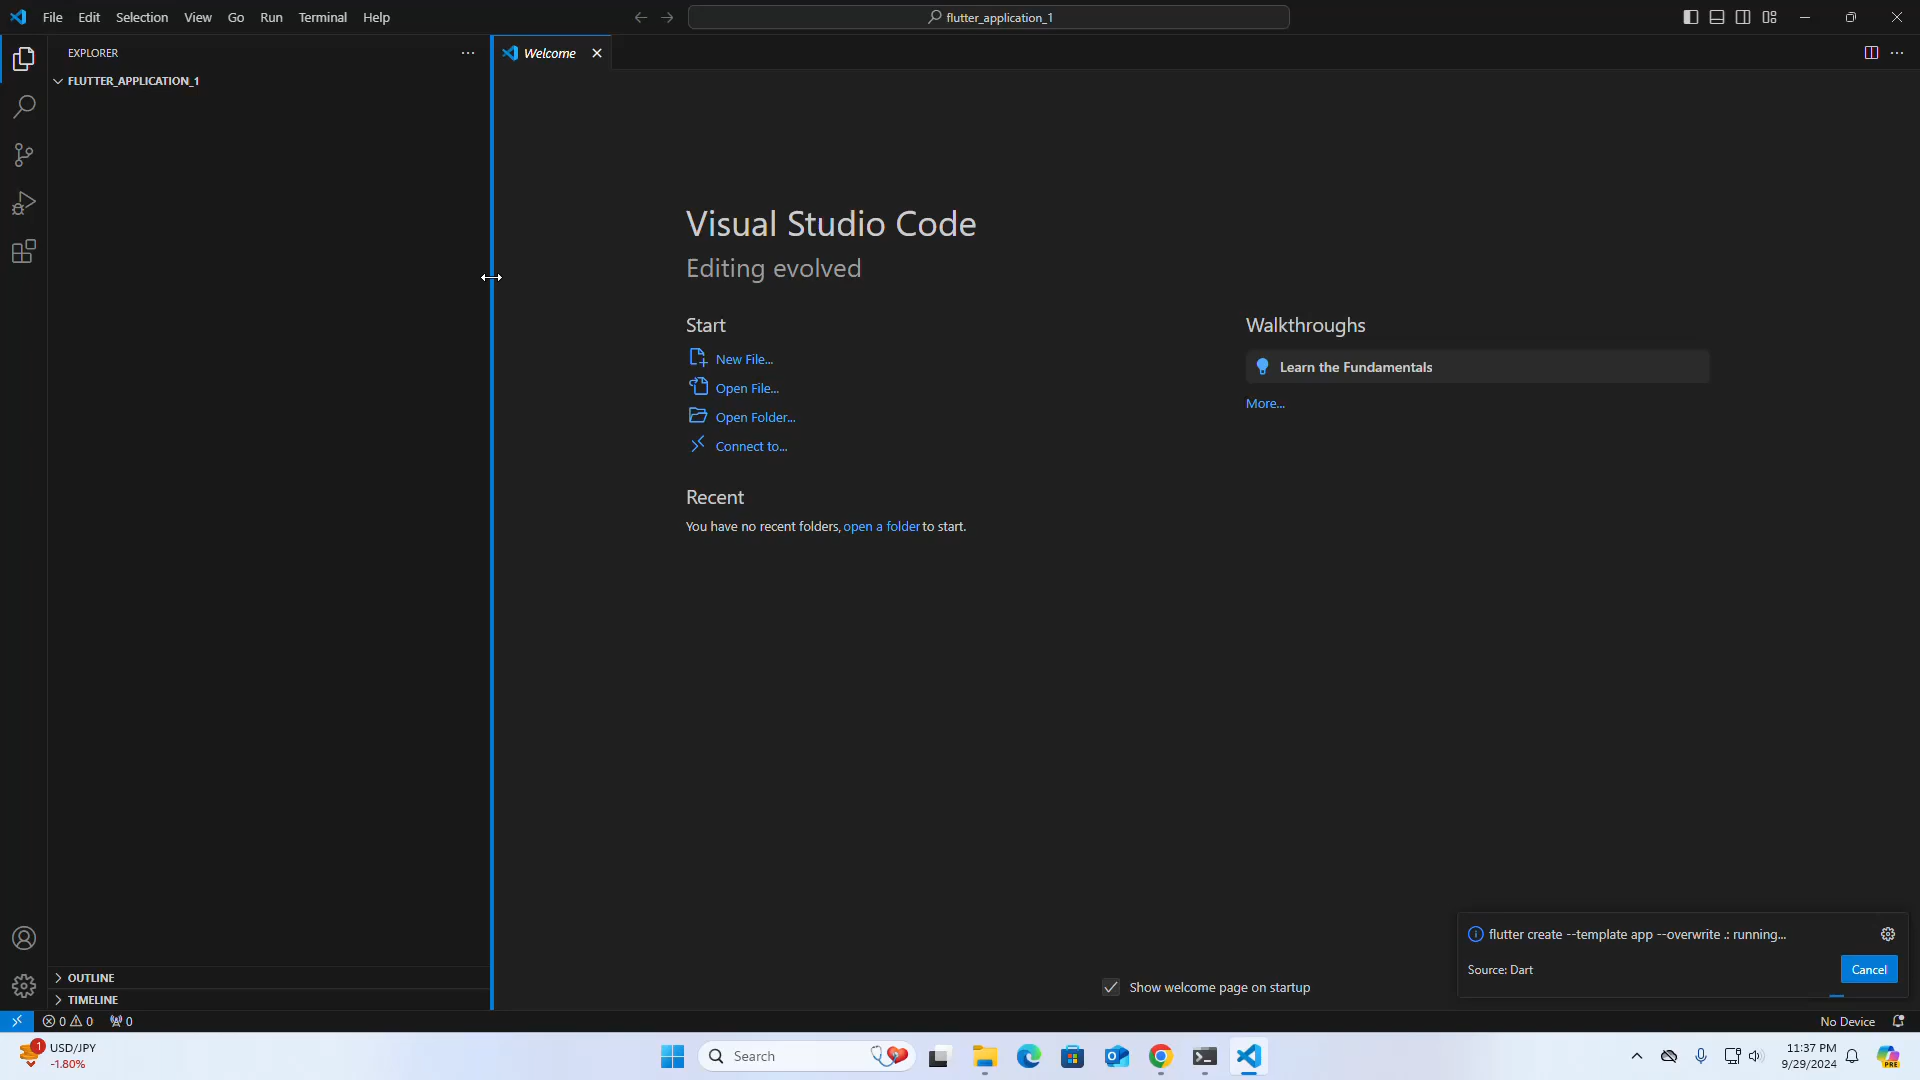 File Edit Selection View Go Run Terminal Help
flutter_application_1
EXPLORER
FLUTTER_APPLICATION_1
Welcome
Visual Studio Code
Editing evolved
Start
New File...
Open File...
Open Folder...
Connect to...
Recent
You have no recent folders, open a folder to start.
Walkthroughs
Learn the Fundamentals
More...
Show welcome page on startup
flutter create --template app --overwrite .: running...
Source: Dart
Cancel
OUTLINE
TIMELINE
0 0 0
No Device
1
USD/JPY
-1.80%
Search
11:37 PM
9/29/2024
PRE